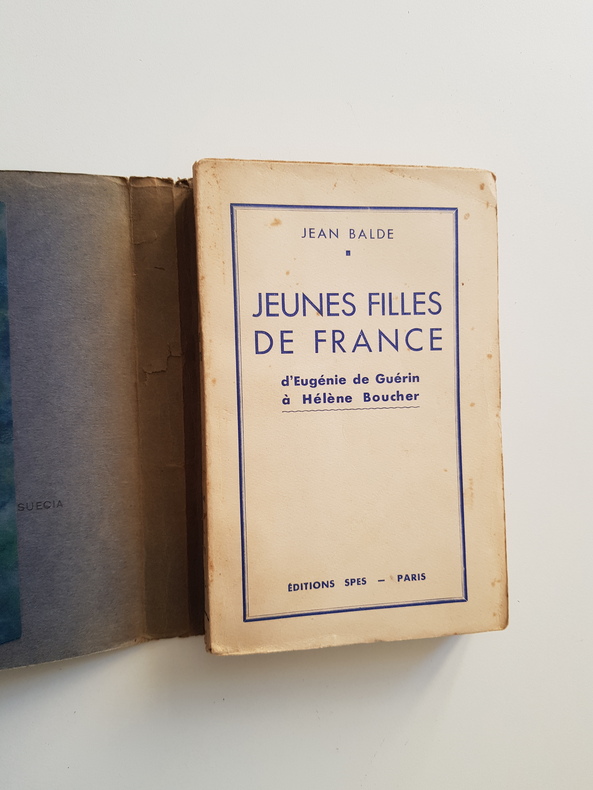 JEAN BALDE
JEUNES FILLES
DE FRANCE
d'Eugénie de Guérin
à Hélène Boucher
ÉDITIONS SPES — PARIS
SUECIA